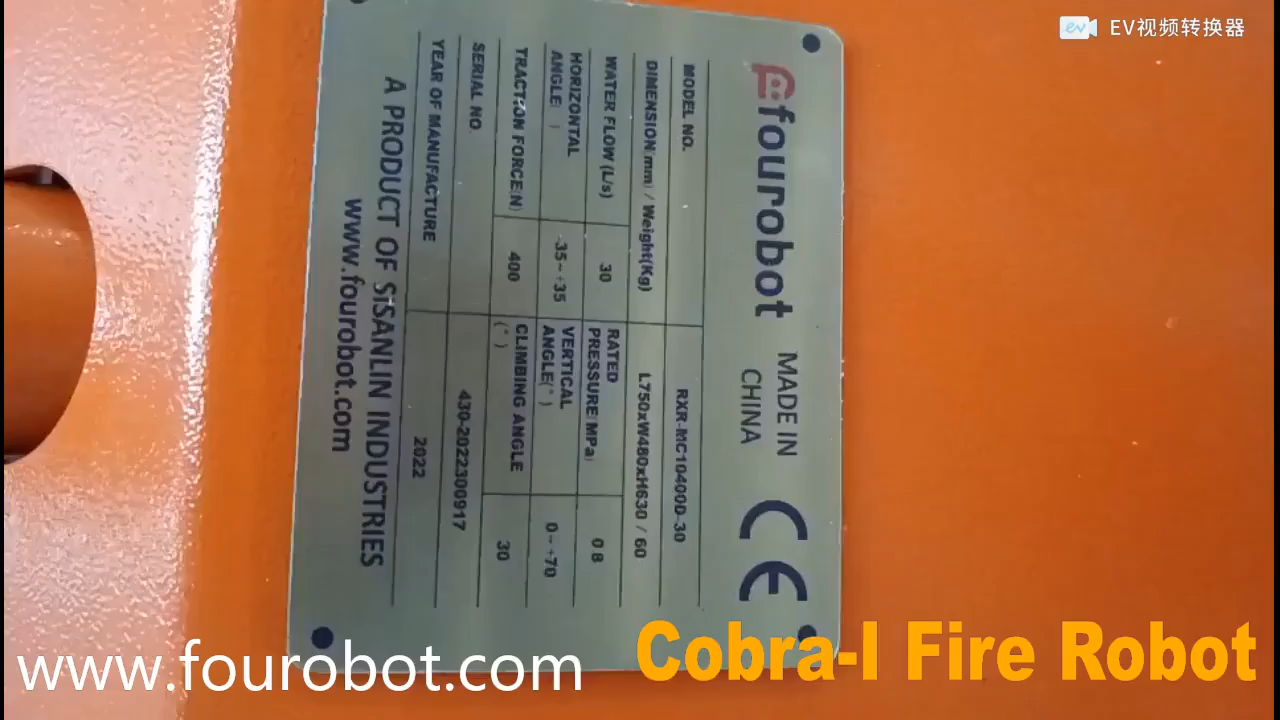 EV视频转换器
fourobot MADE IN CHINA CE
MODEL NO. RXR-MC10400D-30
DIMENSION(mm) / Weight(Kg) L750xW480xH630 / 60
WATER FLOW (L/s) 30 RATED PRESSURE(MPa) 0 8
HORIZONTAL ANGLE( ) -35~+35 VERTICAL ANGLE(°) 0~+70
TRACTION FORCE(N) 400 CLIMBING ANGLE (°) 30
SERIAL NO. 430-2022300917
YEAR OF MANUFACTURE 2022
A PRODUCT OF SISANLIN INDUSTRIES
www.fourobot.com
www.fourobot.com
Cobra-I Fire Robot